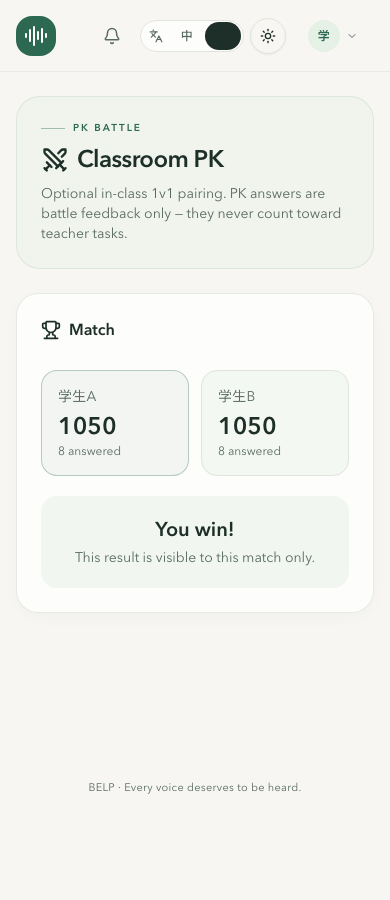 中
学
PK BATTLE
Classroom PK
Optional in-class 1v1 pairing. PK answers are
battle feedback only — they never count toward
teacher tasks.
Match
学生A
1050
8 answered
学生B
1050
8 answered
You win!
This result is visible to this match only.
BELP · Every voice deserves to be heard.